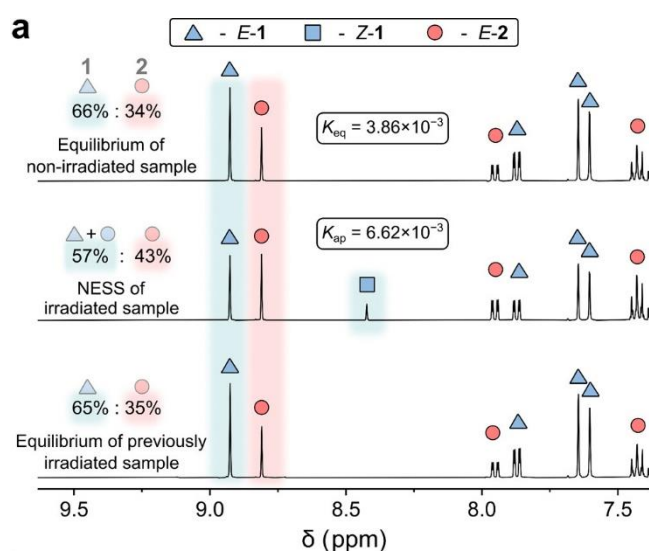 a
- E-1 - Z-1 - E-2
1 2
66% : 34%
Equilibrium of
non-irradiated sample
Keq = 3.86×10−3
+
57% : 43%
NESS of
irradiated sample
Kap = 6.62×10−3
65% : 35%
Equilibrium of previously
irradiated sample
9.5 9.0 8.5 8.0 7.5
δ (ppm)